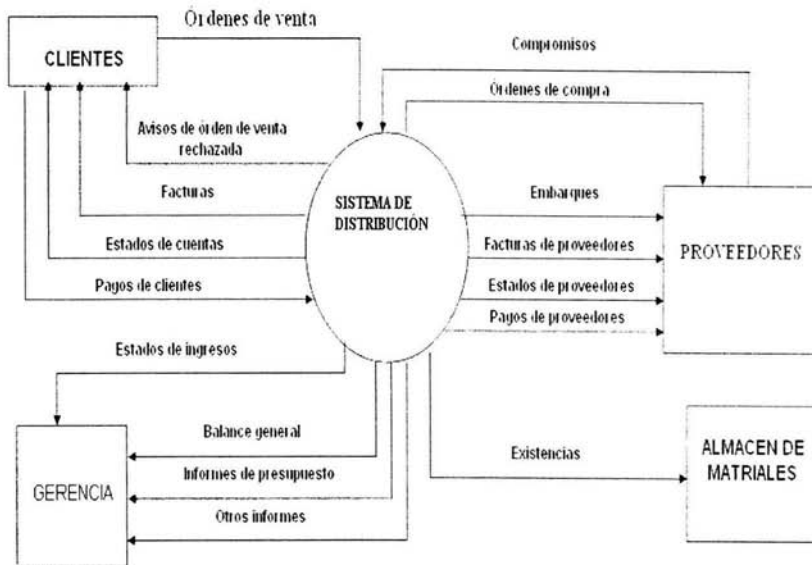 Órdenes de venta
CLIENTES
Compromisos
Órdenes de compra
Avisos de órden de venta
rechazada
Facturas
Estados de cuentas
Pagos de clientes
SISTEMA DE
DISTRIBUCIÓN
Embarques
Facturas de proveedores
Estados de proveedores
Pagos de proveedores
PROVEEDORES
Estados de ingresos
Balance general
Informes de presupuesto
Otros informes
GERENCIA
Existencias
ALMACEN DE
MATRIALES